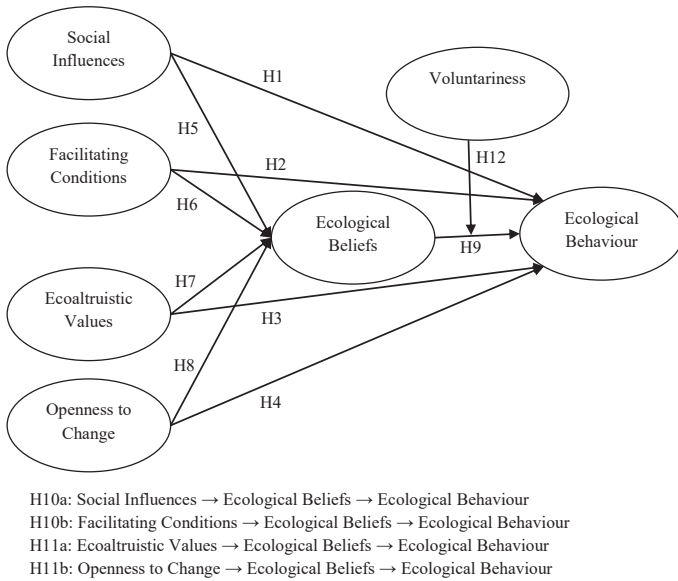 Social
Influences
H1
Voluntariness
H5
Facilitating
Conditions
H2
H12
H6
Ecological
Beliefs
Ecological
Behaviour
H9
H7
Ecoaltruistic
Values
H3
H8
Openness to
Change
H4
H10a: Social Influences → Ecological Beliefs → Ecological Behaviour
H10b: Facilitating Conditions → Ecological Beliefs → Ecological Behaviour
H11a: Ecoaltruistic Values → Ecological Beliefs → Ecological Behaviour
H11b: Openness to Change → Ecological Beliefs → Ecological Behaviour